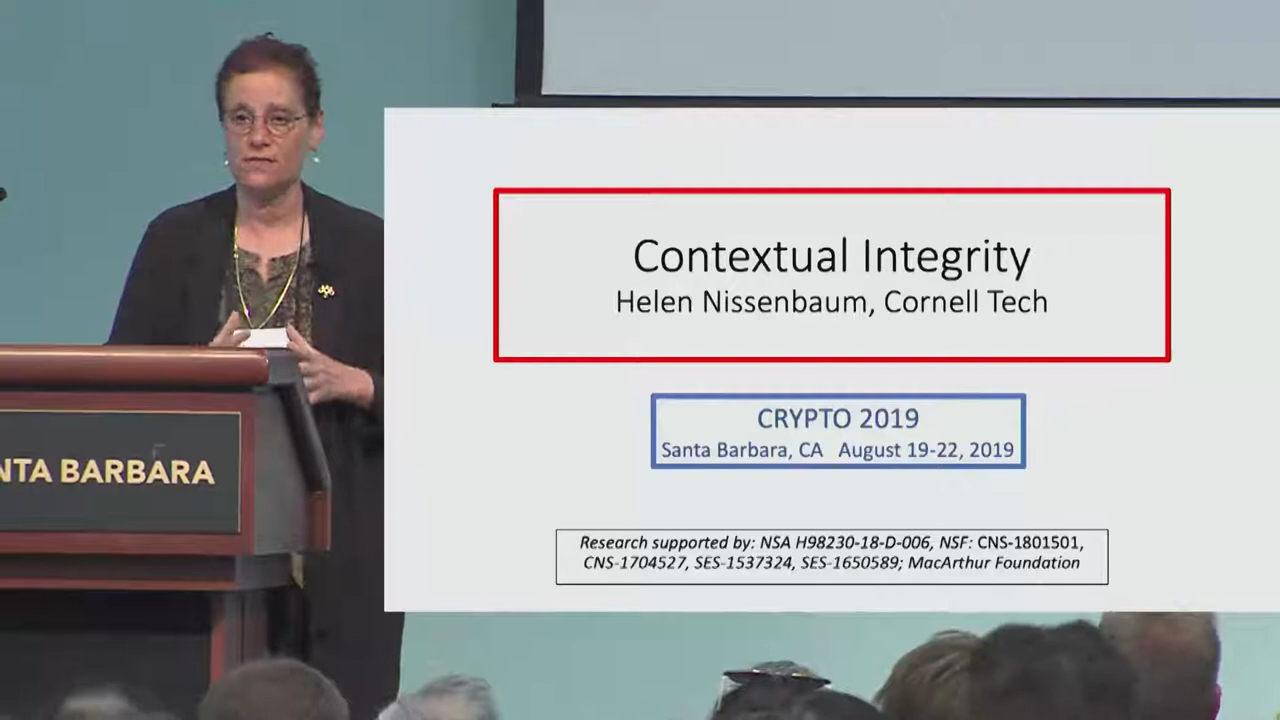 Contextual Integrity
Helen Nissenbaum, Cornell Tech
CRYPTO 2019
Santa Barbara, CA August 19-22, 2019
Research supported by: NSA H98230-18-D-006, NSF: CNS-1801501,
CNS-1704527, SES-1537324, SES-1650589; MacArthur Foundation
NTA BARBARA